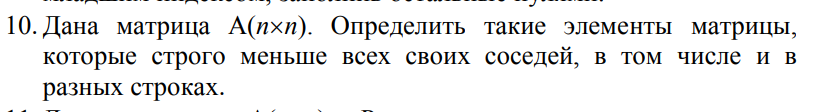 10. Дана матрица A(n×n). Определить такие элементы матрицы,
которые строго меньше всех своих соседей, в том числе и в
разных строках.